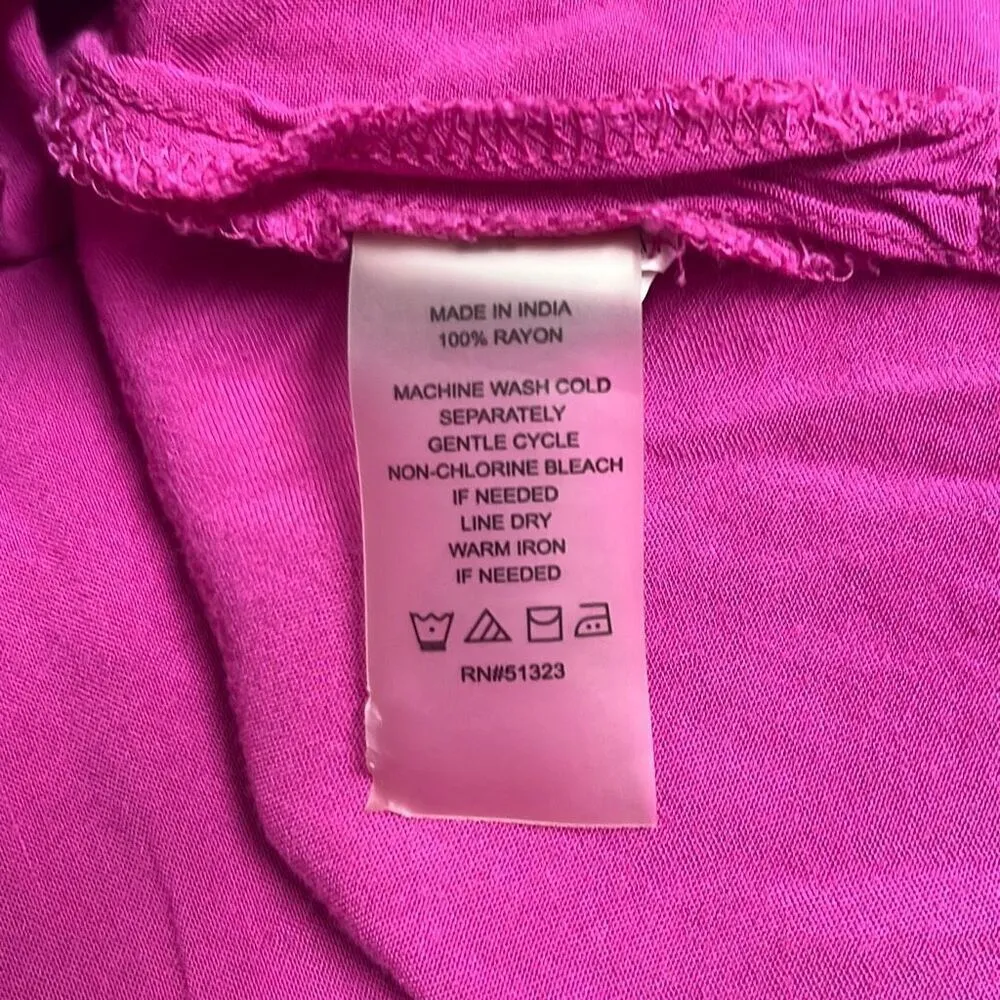 MADE IN INDIA
100% RAYON
MACHINE WASH COLD
SEPARATELY
GENTLE CYCLE
NON-CHLORINE BLEACH
IF NEEDED
LINE DRY
WARM IRON
IF NEEDED
RN#51323